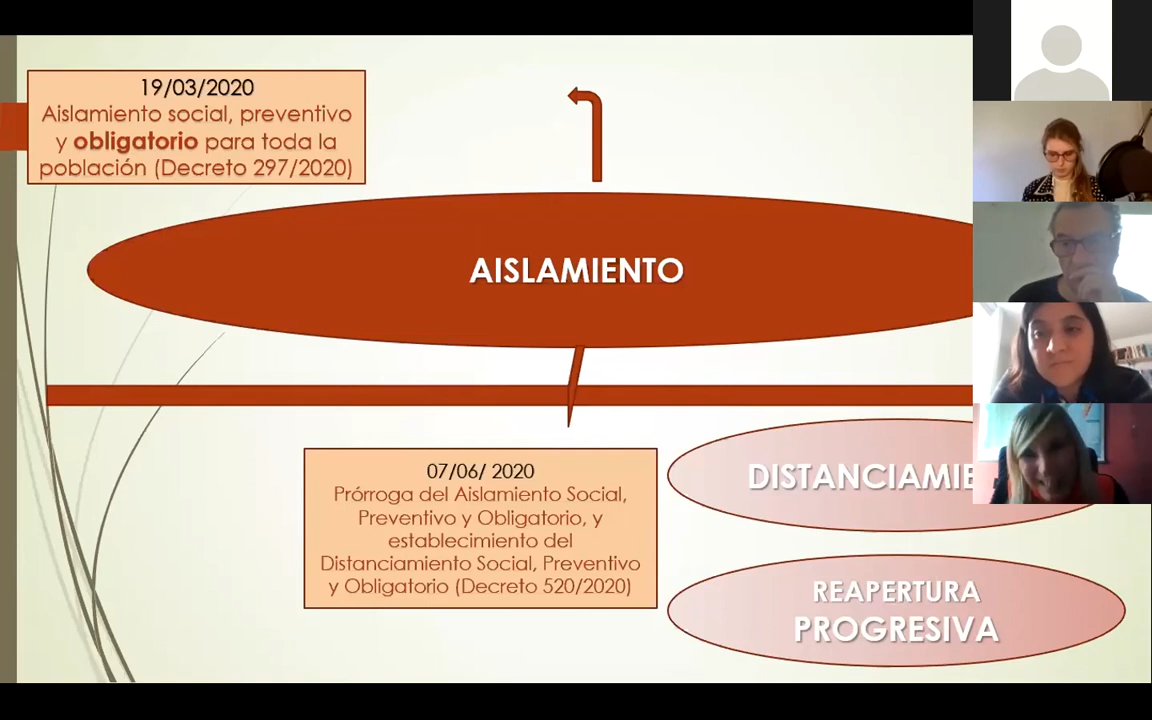 19/03/2020
Aislamiento social, preventivo
y obligatorio para toda la
población (Decreto 297/2020)
AISLAMIENTO
07/06/ 2020
Prórroga del Aislamiento Social,
Preventivo y Obligatorio, y
establecimiento del
Distanciamiento Social, Preventivo
y Obligatorio (Decreto 520/2020)
DISTANCIAMIE
REAPERTURA
PROGRESIVA